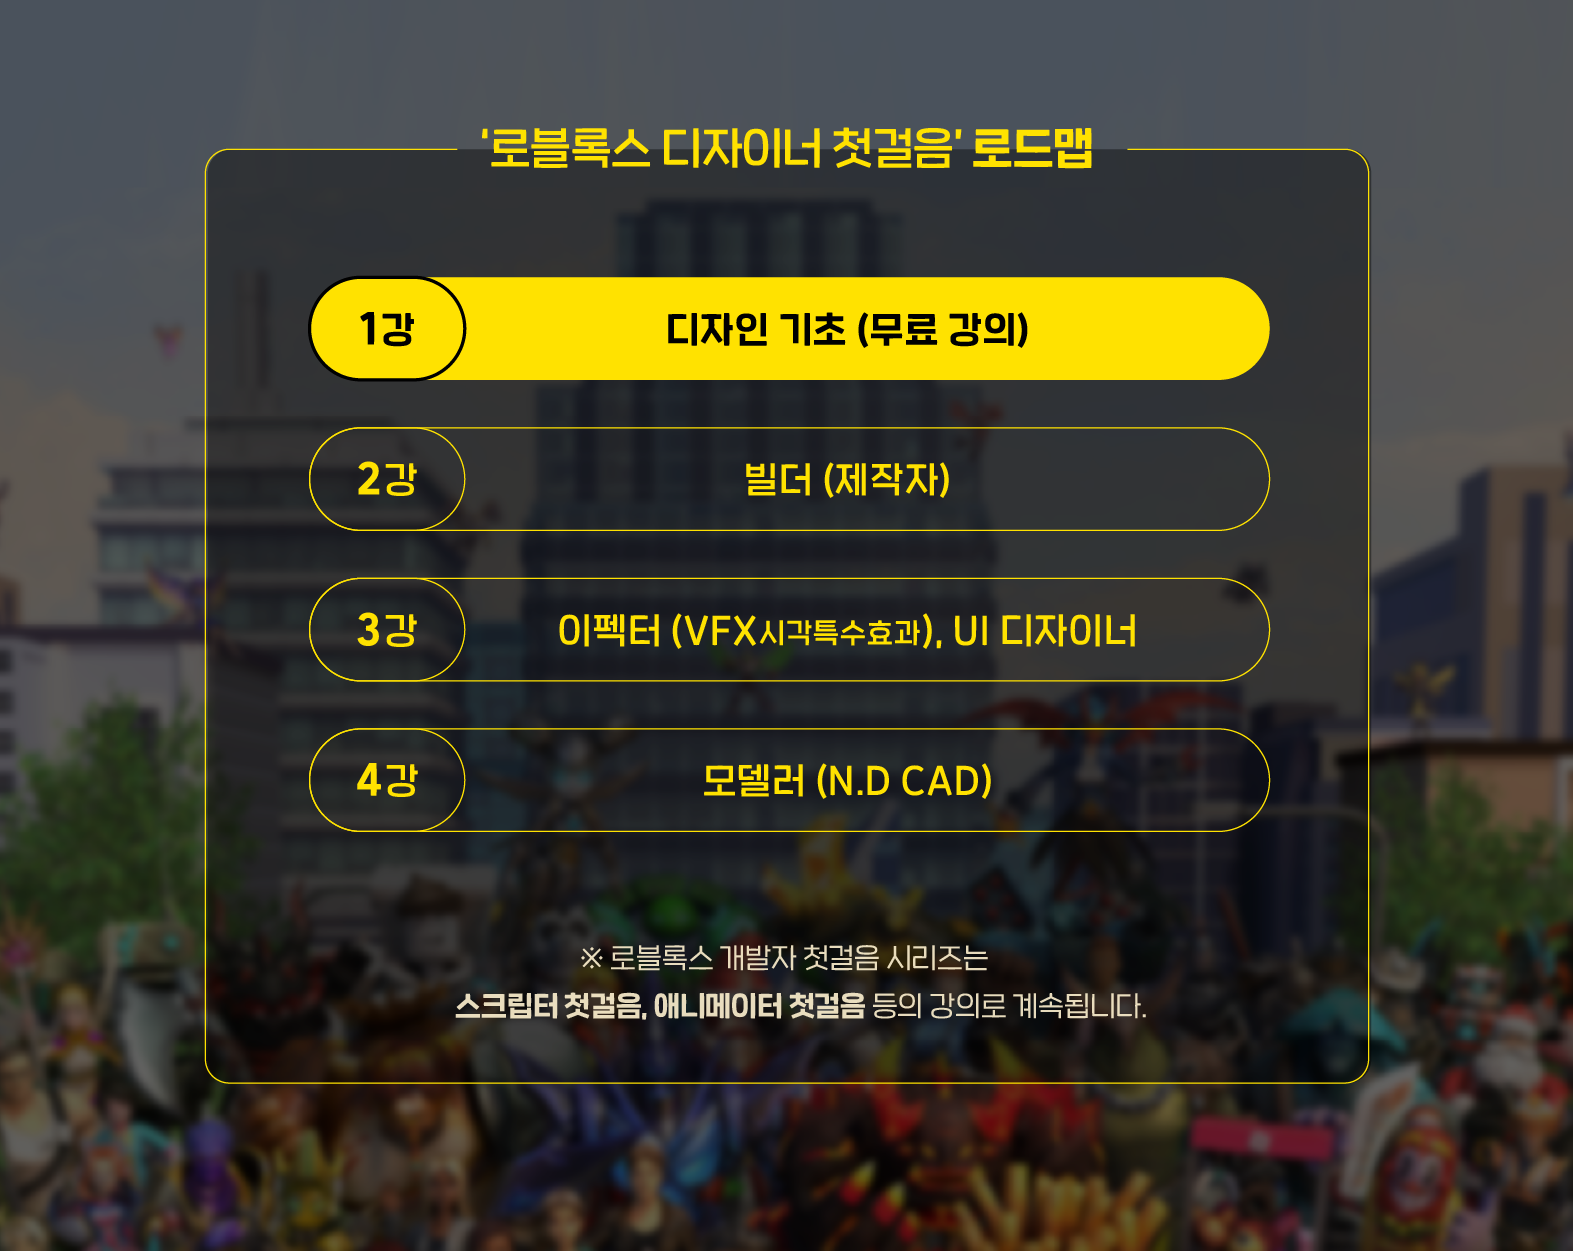 ‘로블록스 디자이너 첫걸음’ 로드맵
1강 디자인 기초 (무료 강의)
2강 빌더 (제작자)
3강 이펙터 (VFX시각특수효과), UI 디자이너
4강 모델러 (N.D CAD)
※ 로블록스 개발자 첫걸음 시리즈는
스크립터 첫걸음, 애니메이터 첫걸음 등의 강의로 계속됩니다.